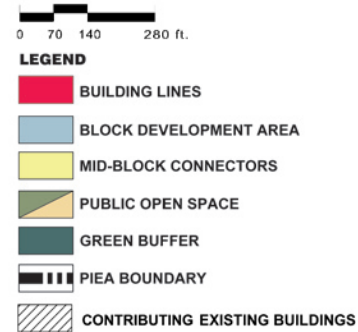 0 70 140 280 ft.
LEGEND
BUILDING LINES
BLOCK DEVELOPMENT AREA
MID-BLOCK CONNECTORS
PUBLIC OPEN SPACE
GREEN BUFFER
PIEA BOUNDARY
CONTRIBUTING EXISTING BUILDINGS